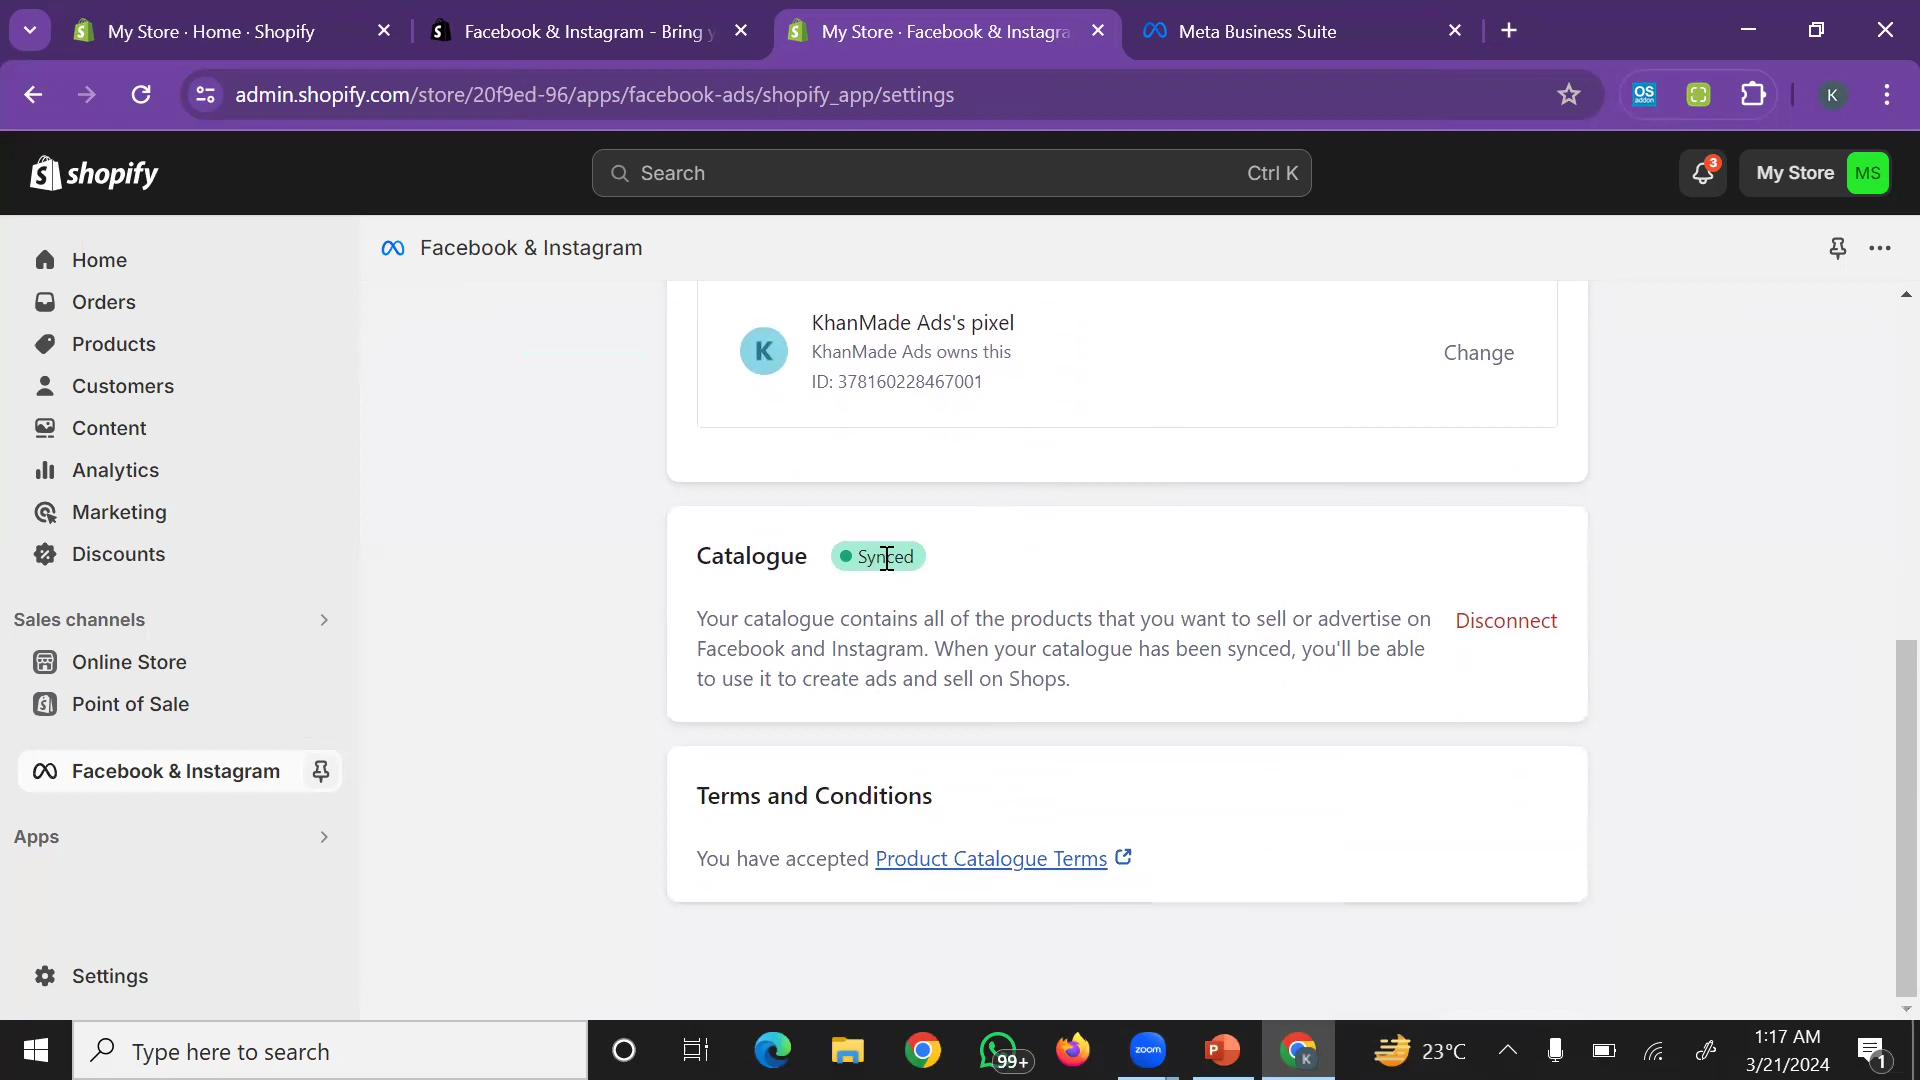 My Store · Home · Shopify
Facebook & Instagram - Bring y
My Store · Facebook & Instagra
Meta Business Suite
admin.shopify.com/store/20f9ed-96/apps/facebook-ads/shopify_app/settings
OS
addon
K
shopify
Search
Ctrl K
3
My Store
MS
Home
Orders
Products
Customers
Content
Analytics
Marketing
Discounts
Sales channels
Online Store
Point of Sale
Facebook & Instagram
Apps
Settings
Facebook & Instagram
K
KhanMade Ads's pixel
KhanMade Ads owns this
ID: 378160228467001
Change
Catalogue
Synced
Your catalogue contains all of the products that you want to sell or advertise on
Facebook and Instagram. When your catalogue has been synced, you'll be able
to use it to create ads and sell on Shops.
Disconnect
Terms and Conditions
You have accepted Product Catalogue Terms
Type here to search
99+
zoom
P
K
23°C
1:17 AM
3/21/2024
1